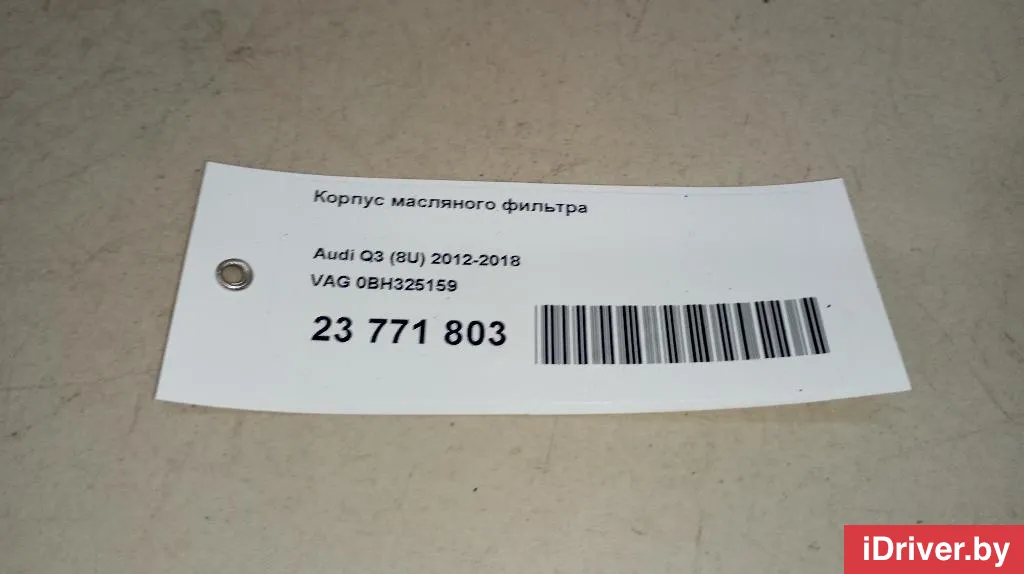 Корпус масляного фильтра
Audi Q3 (8U) 2012-2018
VAG 0BH325159
23 771 803
iDriver.by